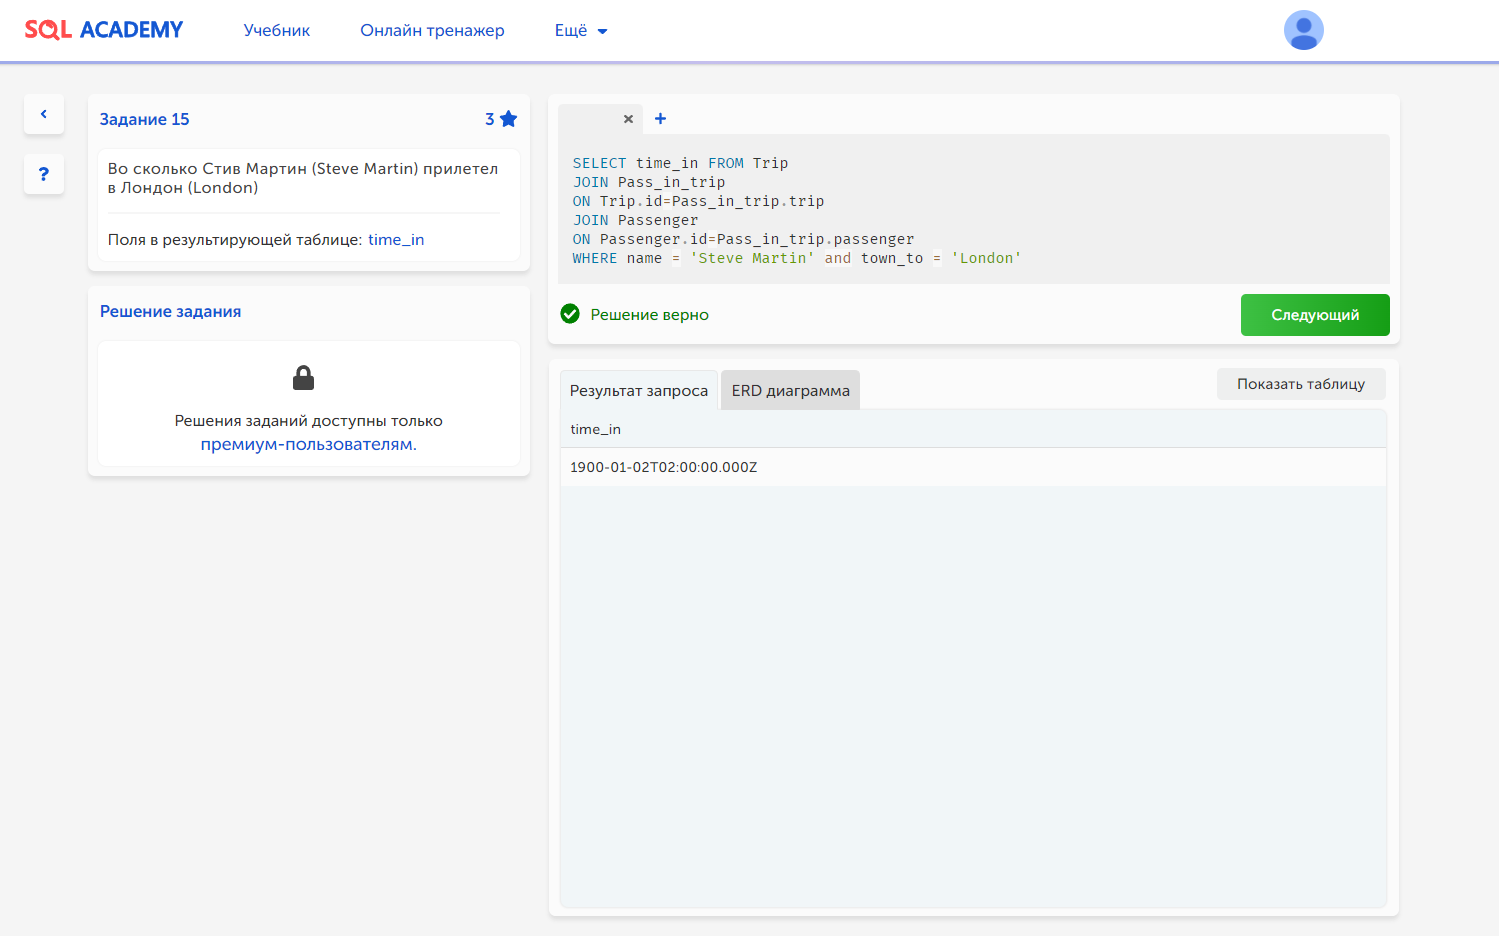 SQL ACADEMY
Учебник
Онлайн тренажер
Ещё
?
Задание 15
3
Во сколько Стив Мартин (Steve Martin) прилетел
в Лондон (London)
Поля в результирующей таблице: time_in
Решение задания
Решения заданий доступны только
премиум-пользователям.
× +
SELECT time_in FROM Trip
JOIN Pass_in_trip
ON Trip.id=Pass_in_trip.trip
JOIN Passenger
ON Passenger.id=Pass_in_trip.passenger
WHERE name = 'Steve Martin' and town_to = 'London'
Решение верно
Следующий
Результат запроса
ERD диаграмма
Показать таблицу
time_in
1900-01-02T02:00:00.000Z